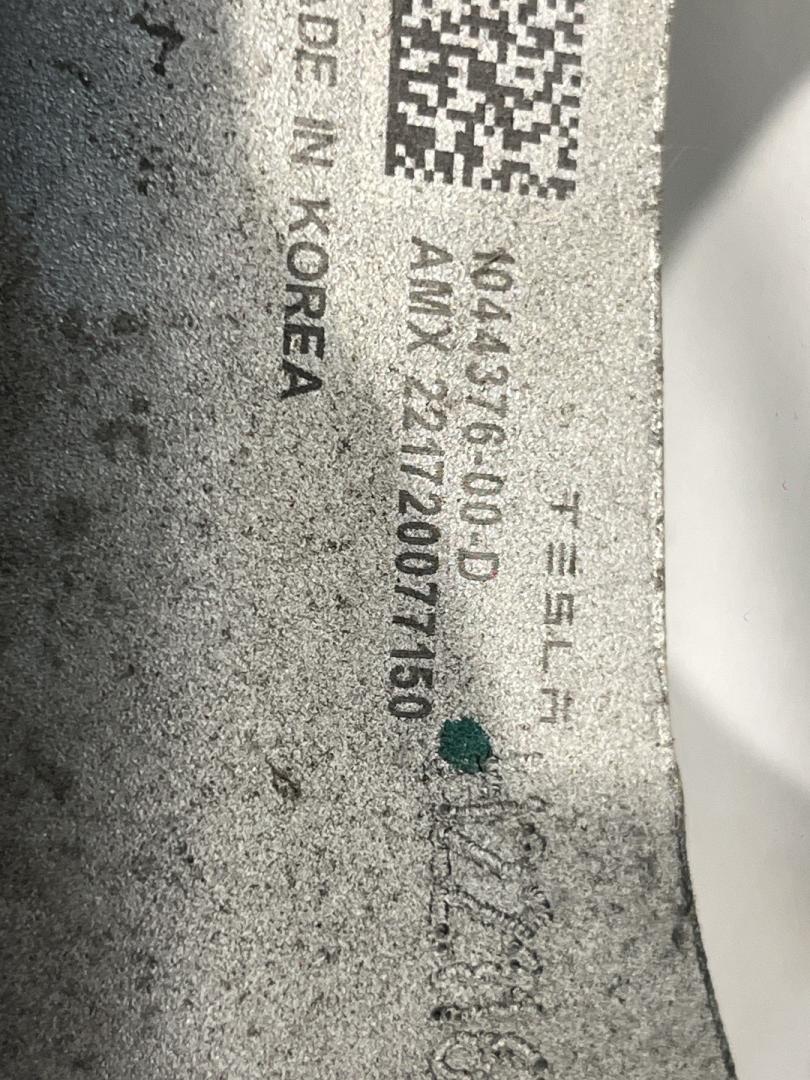 TESLA
1044376-00-D
AMX 221720077150
ADE IN KOREA